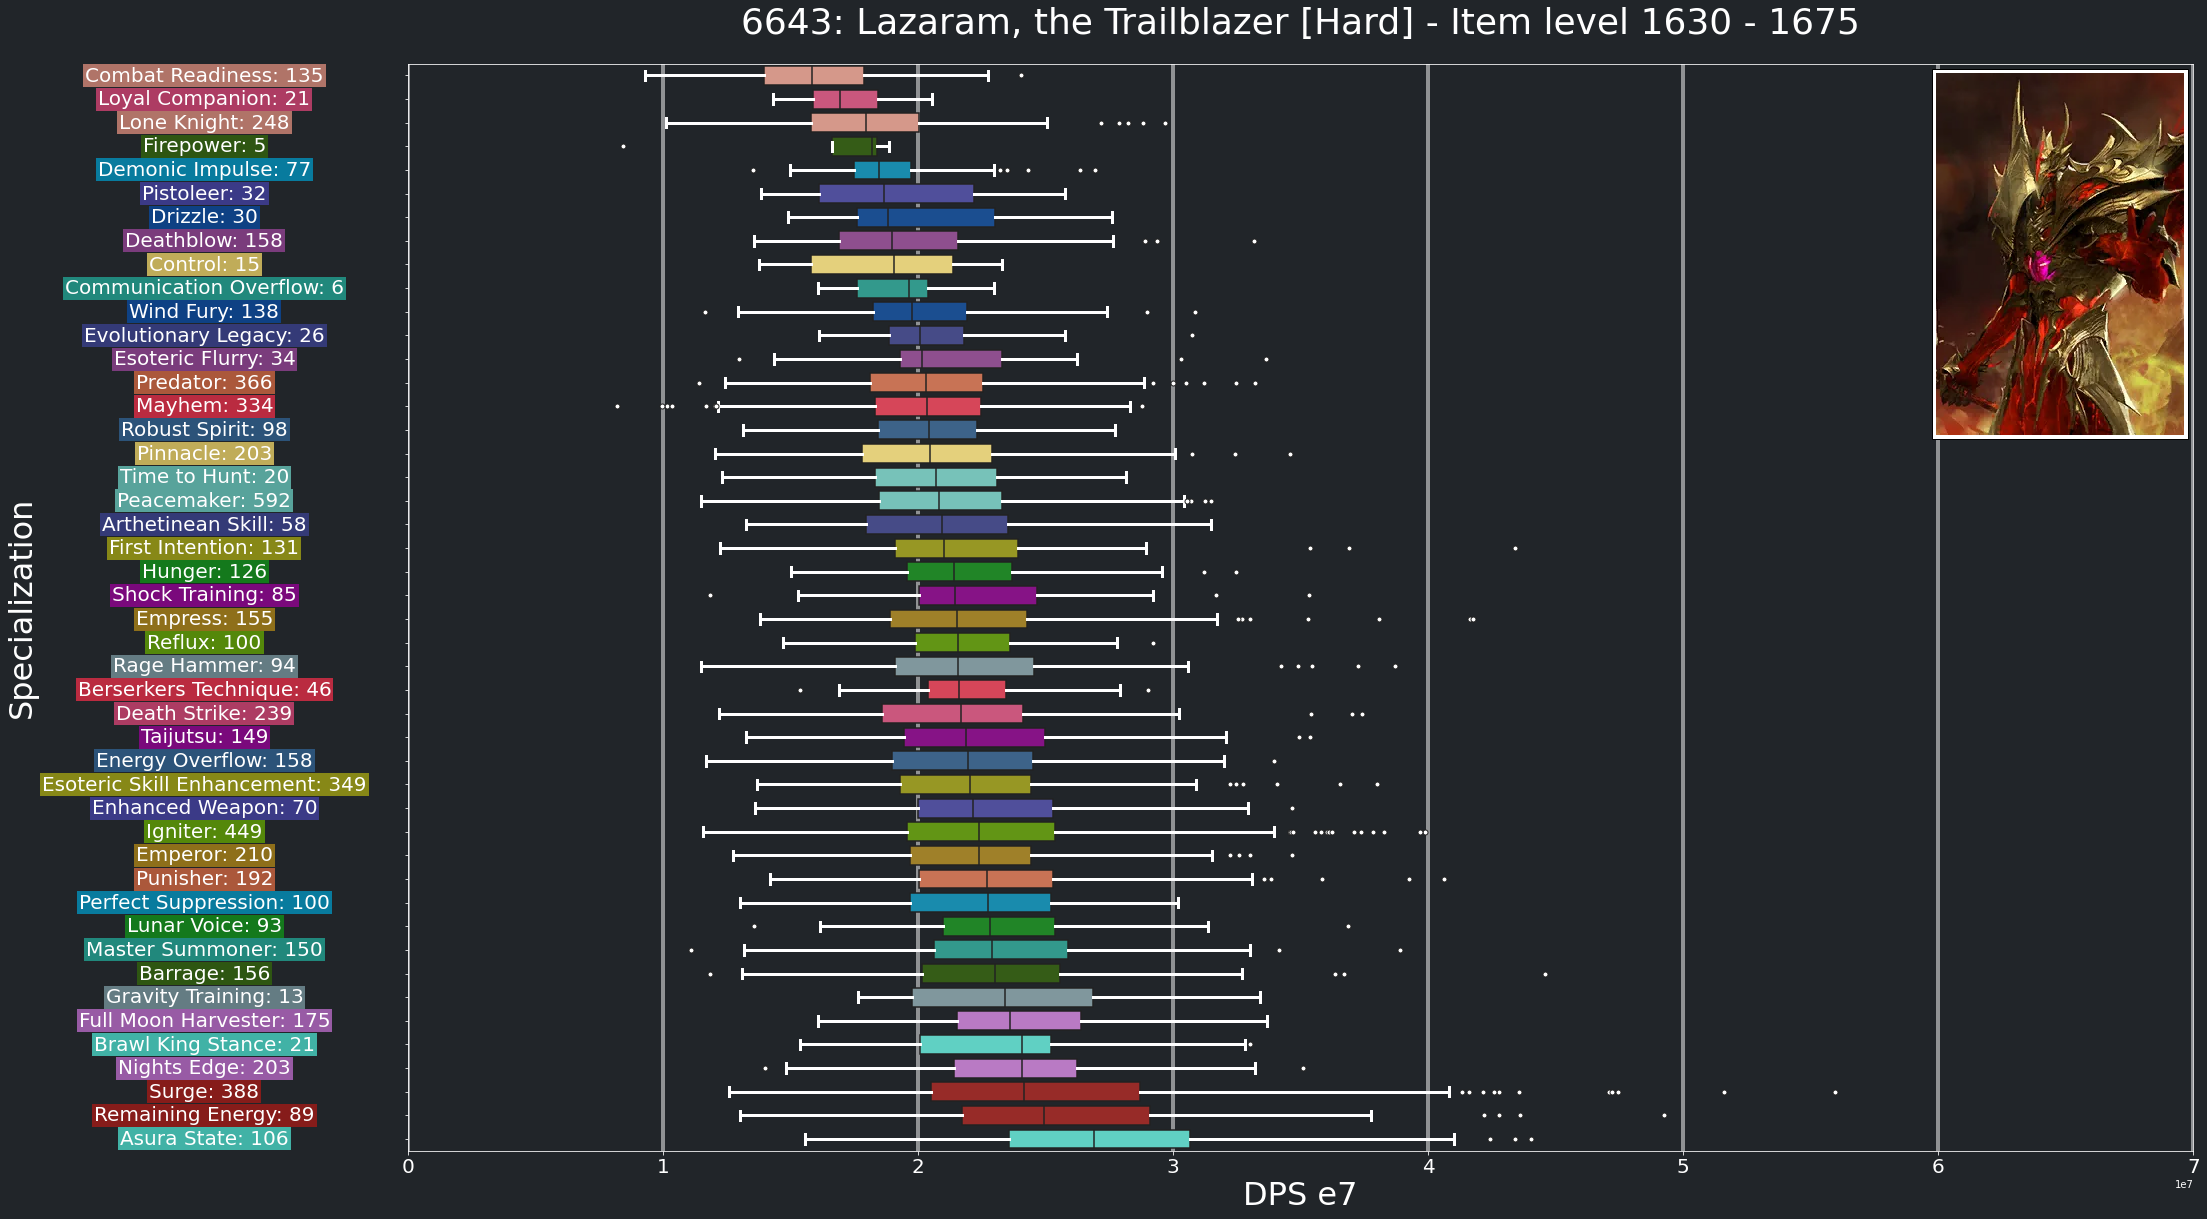 6643: Lazaram, the Trailblazer [Hard] - Item level 1630 - 1675
Specialization
Combat Readiness: 135
Loyal Companion: 21
Lone Knight: 248
Firepower: 5
Demonic Impulse: 77
Pistoleer: 32
Drizzle: 30
Deathblow: 158
Control: 15
Communication Overflow: 6
Wind Fury: 138
Evolutionary Legacy: 26
Esoteric Flurry: 34
Predator: 366
Mayhem: 334
Robust Spirit: 98
Pinnacle: 203
Time to Hunt: 20
Peacemaker: 592
Arthetinean Skill: 58
First Intention: 131
Hunger: 126
Shock Training: 85
Empress: 155
Reflux: 100
Rage Hammer: 94
Berserkers Technique: 46
Death Strike: 239
Taijutsu: 149
Energy Overflow: 158
Esoteric Skill Enhancement: 349
Enhanced Weapon: 70
Igniter: 449
Emperor: 210
Punisher: 192
Perfect Suppression: 100
Lunar Voice: 93
Master Summoner: 150
Barrage: 156
Gravity Training: 13
Full Moon Harvester: 175
Brawl King Stance: 21
Nights Edge: 203
Surge: 388
Remaining Energy: 89
Asura State: 106
0 1 2 3 4 5 6 7
1e7
DPS e7